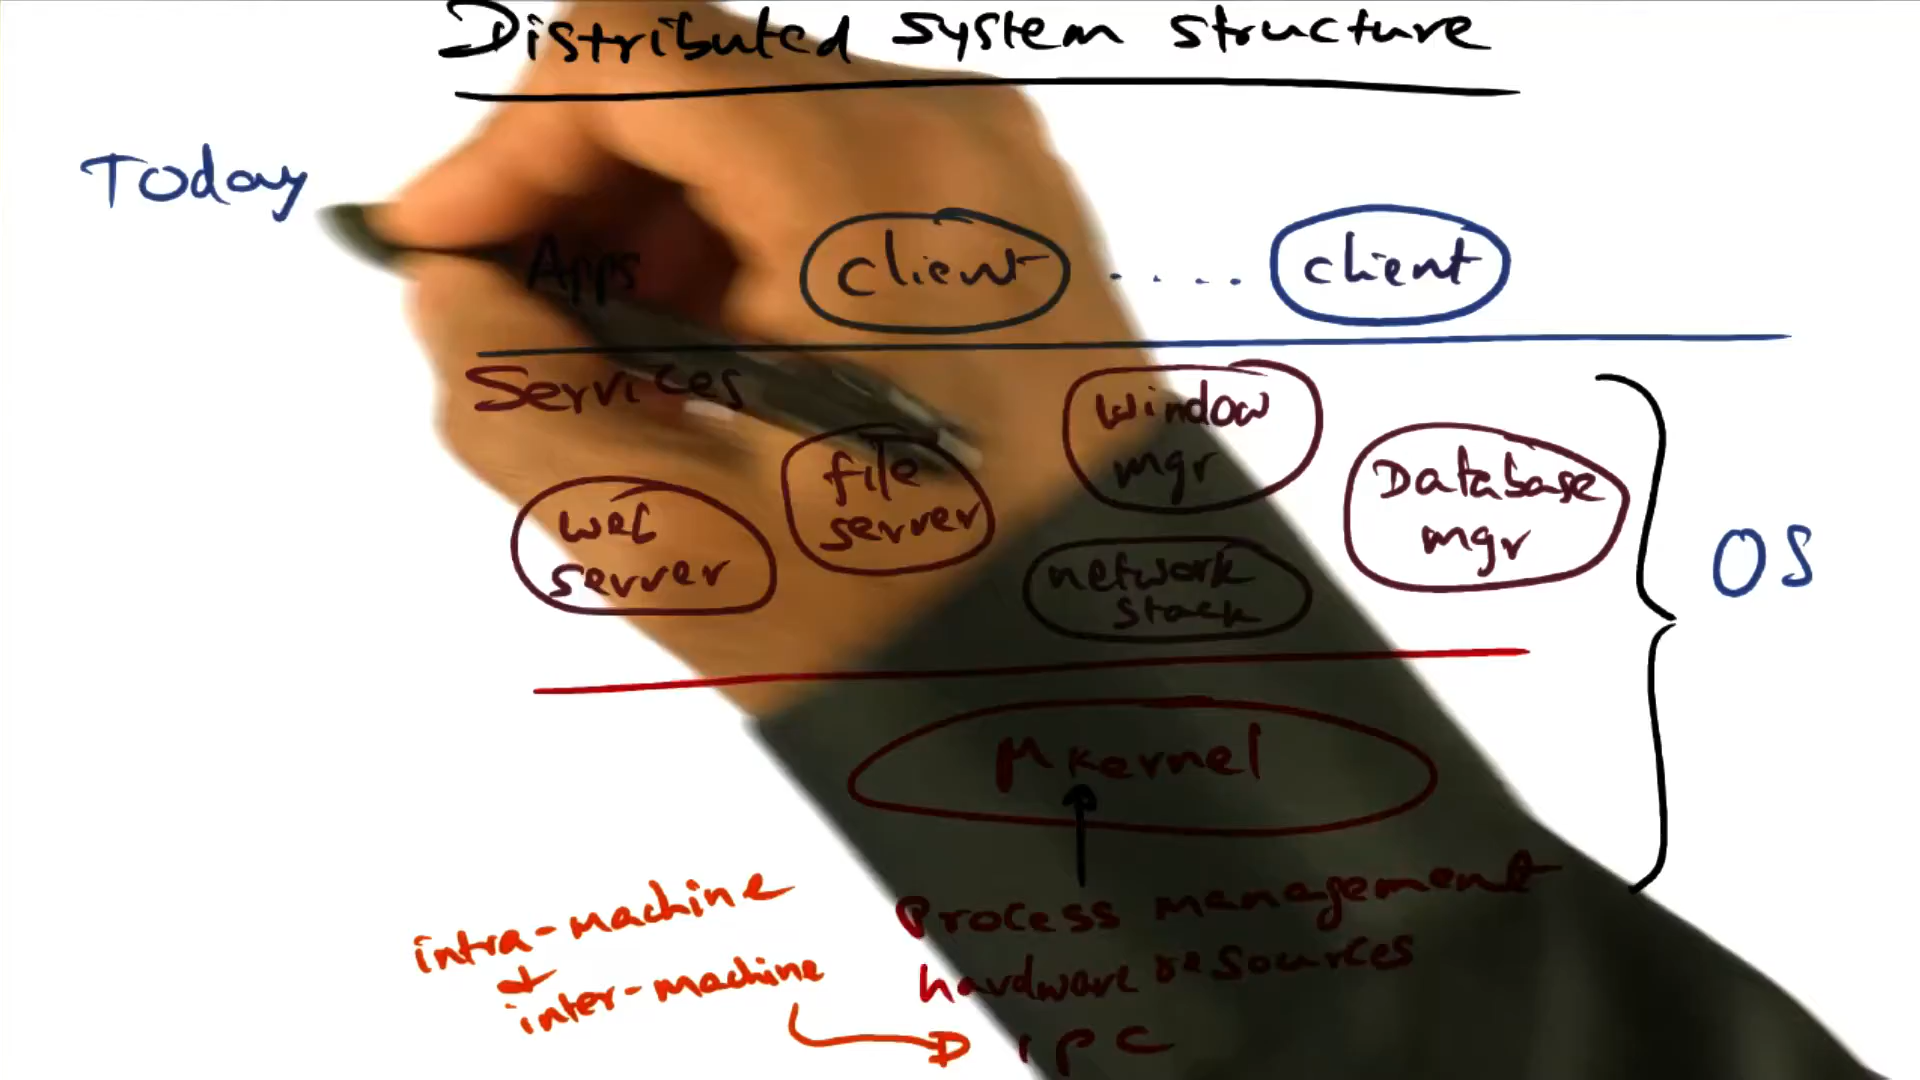 Distributed system structure
Today
Apps
client
.....
client
Services
window
mgr
Database
mgr
file
server
web
server
network
stack
OS
μkernel
Process management
hardware resources
IPC
intra-machine
+
inter-machine